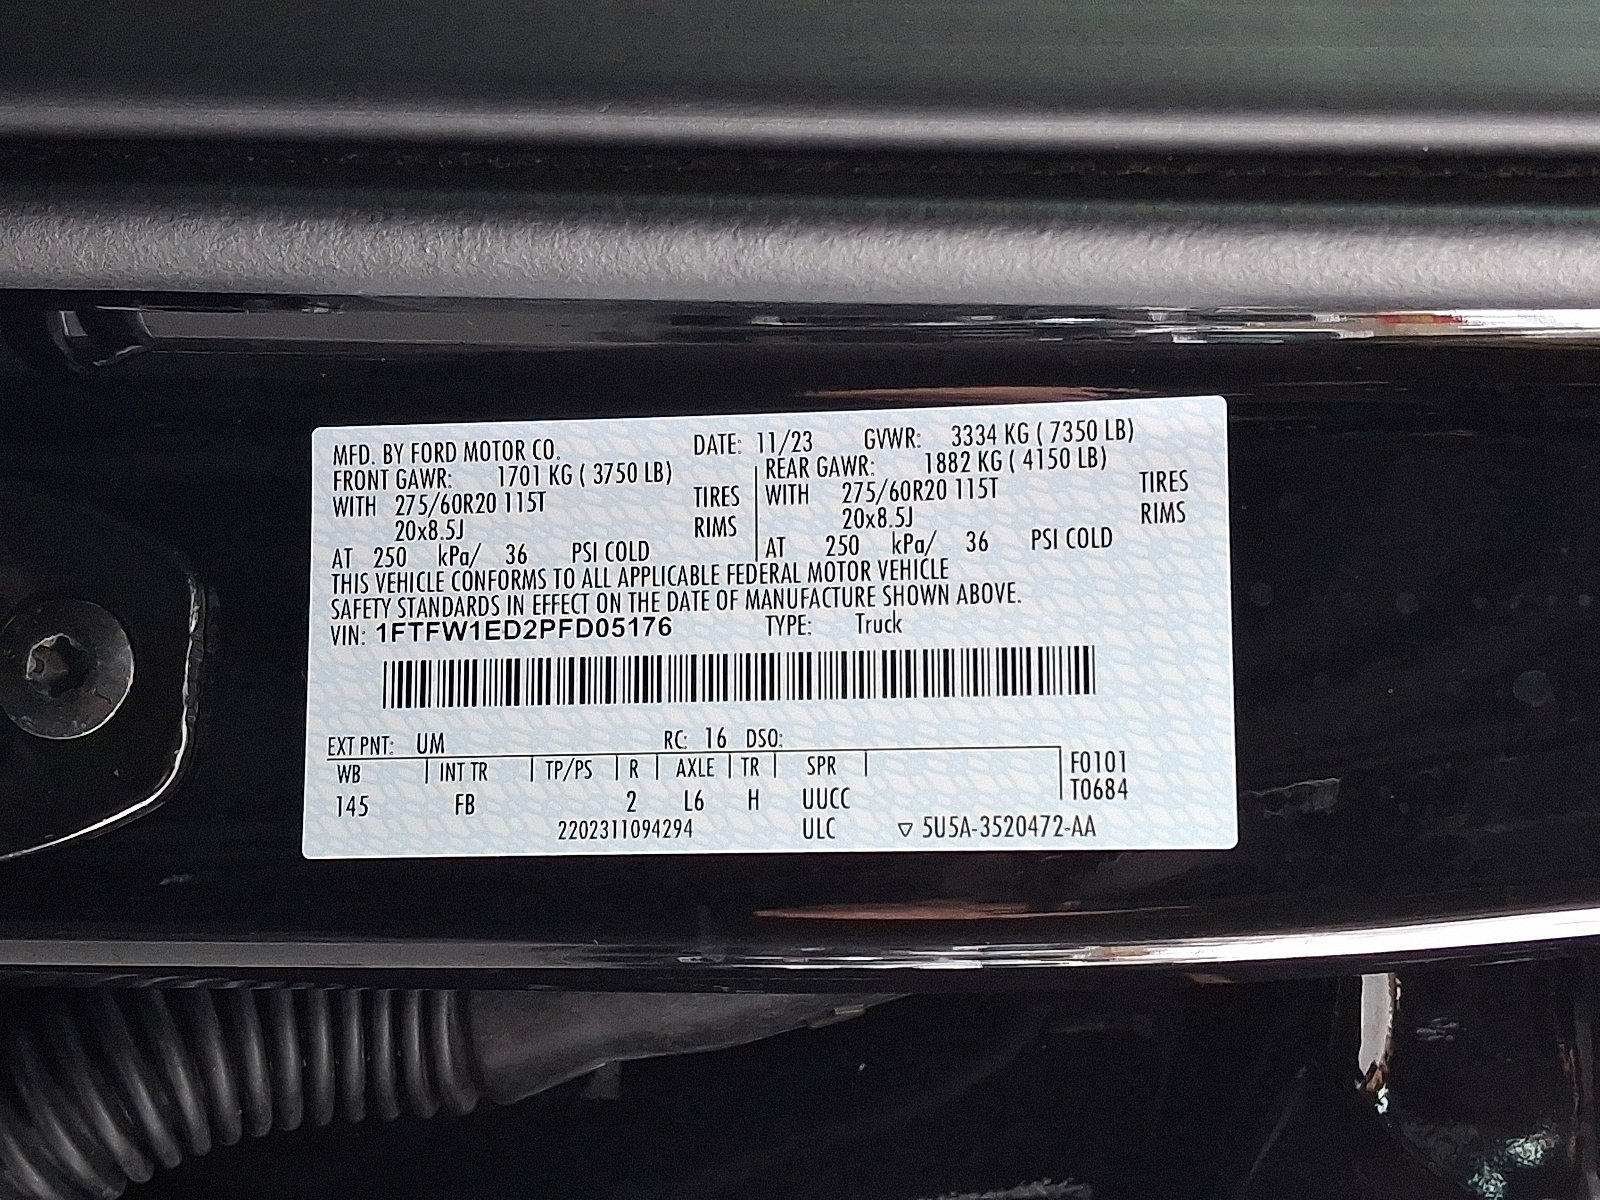 MFD. BY FORD MOTOR CO. DATE: 11/23 GVWR: 3334 KG ( 7350 LB)
FRONT GAWR: 1701 KG ( 3750 LB) REAR GAWR: 1882 KG ( 4150 LB)
WITH 275/60R20 115T TIRES WITH 275/60R20 115T TIRES
20x8.5J RIMS 20x8.5J RIMS
AT 250 kPa/ 36 PSI COLD AT 250 kPa/ 36 PSI COLD
THIS VEHICLE CONFORMS TO ALL APPLICABLE FEDERAL MOTOR VEHICLE
SAFETY STANDARDS IN EFFECT ON THE DATE OF MANUFACTURE SHOWN ABOVE.
VIN: 1FTFW1ED2PFD05176 TYPE: Truck
EXT PNT: UM RC: 16 DSO:
WB INT TR TP/PS R AXLE TR SPR F0101
145 FB 2 L6 H UUCC T0684
2202311094294 ULC ▽ 5U5A-3520472-AA